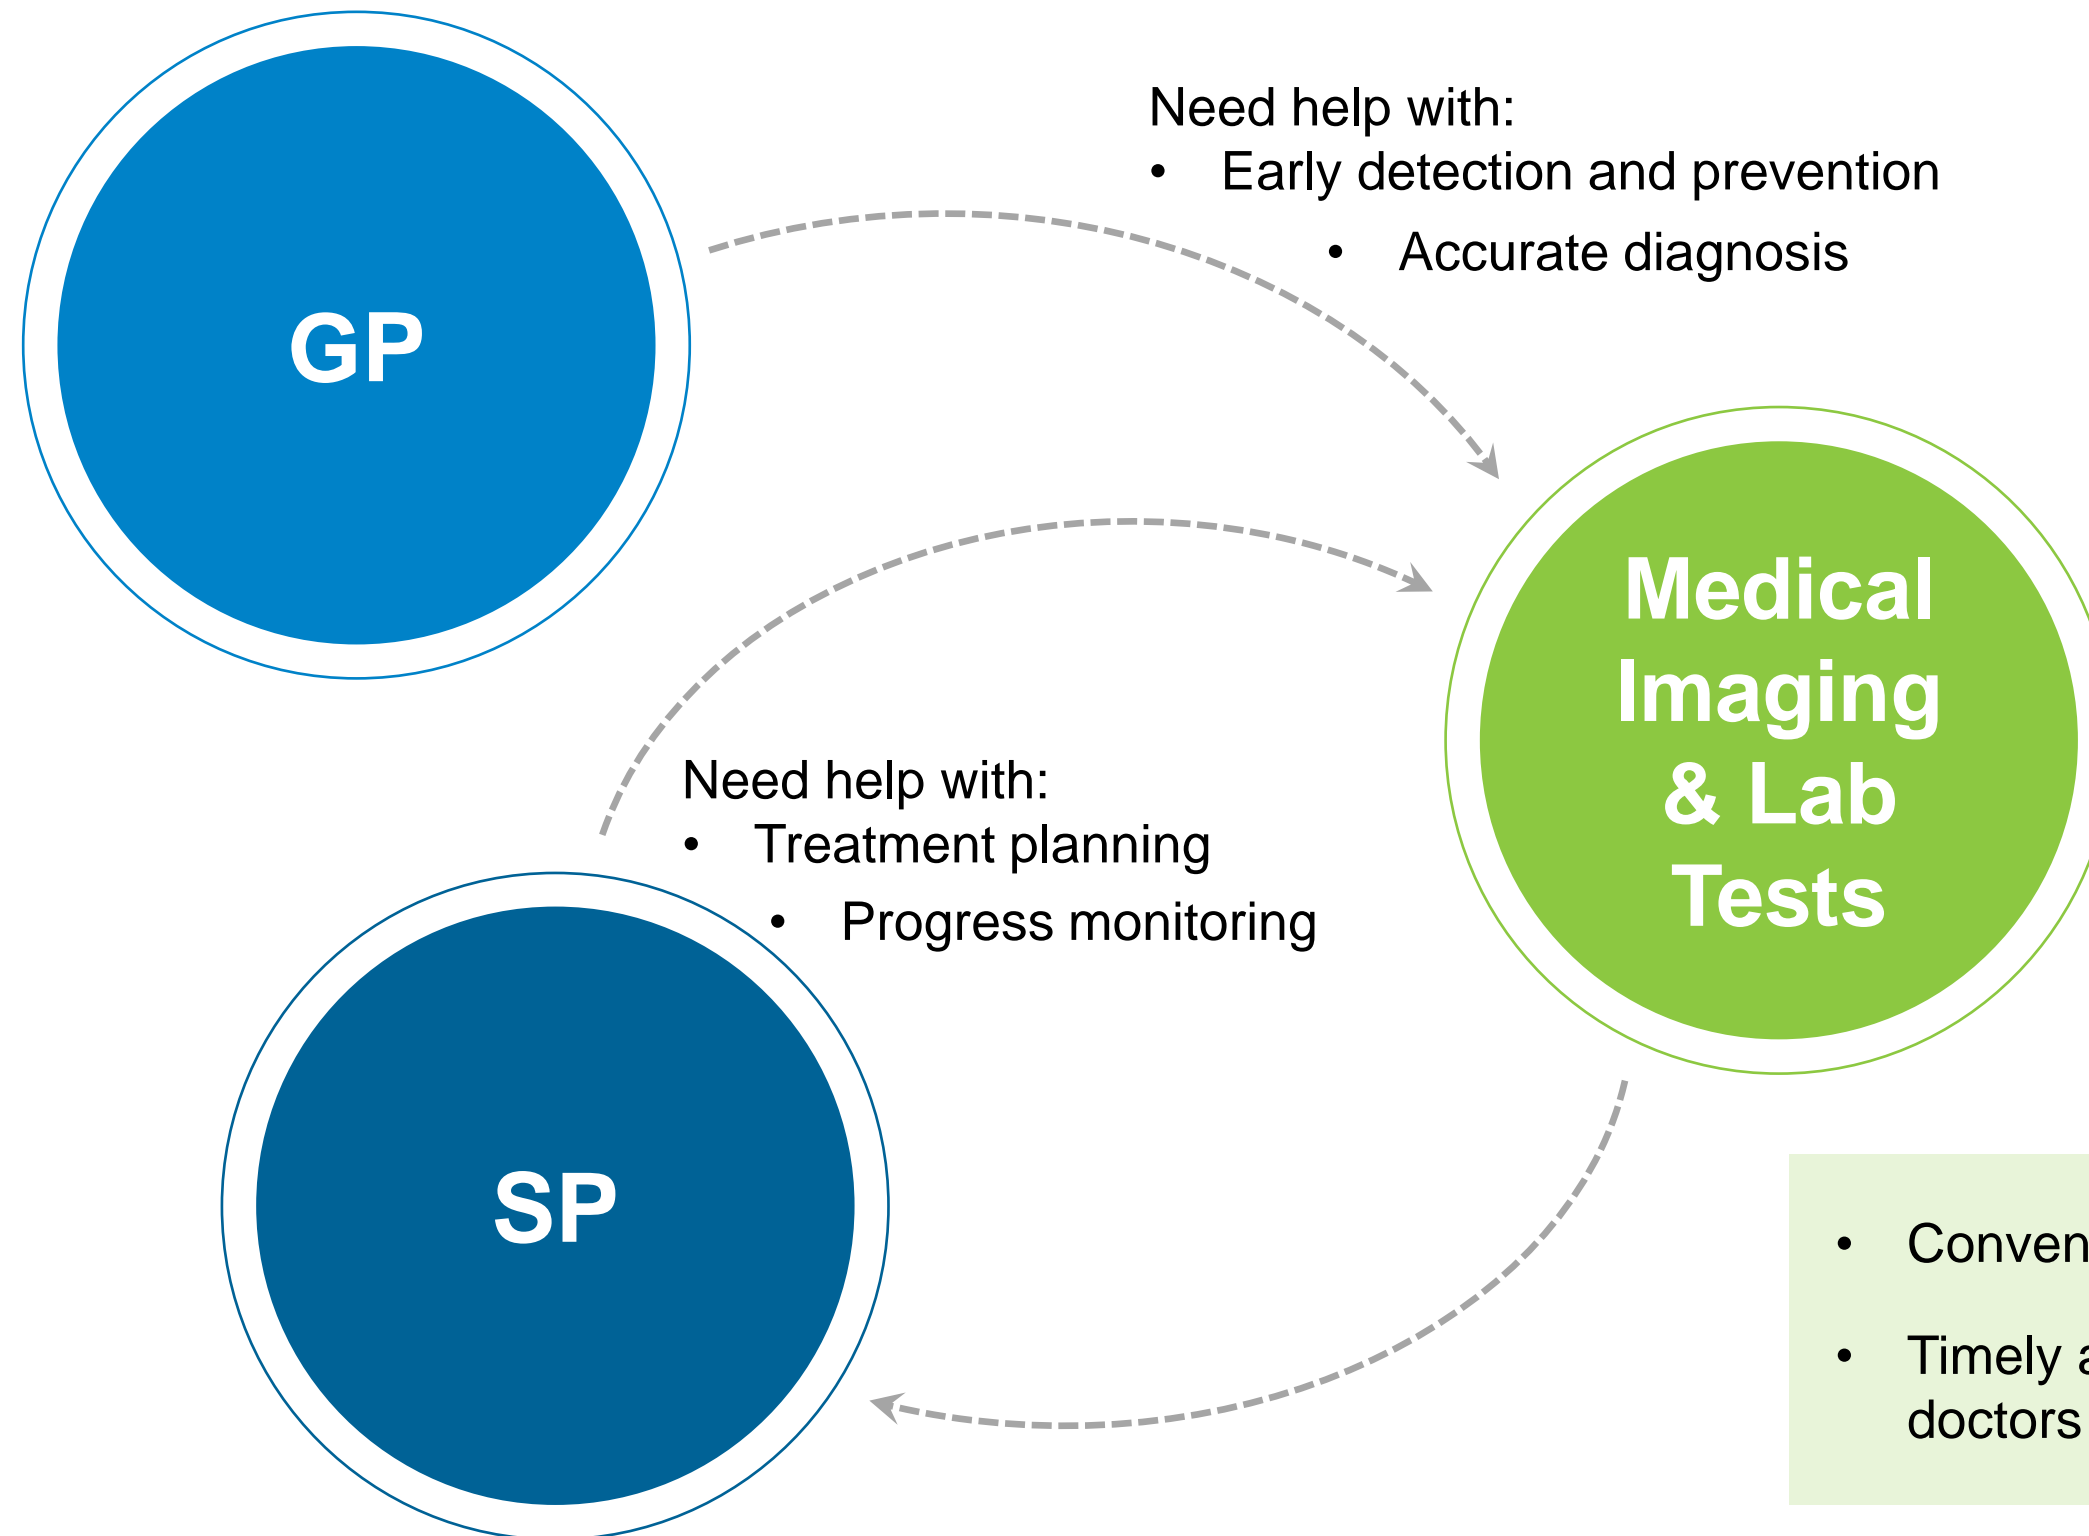 GP
Need help with:
• Early detection and prevention
• Accurate diagnosis
Medical
Imaging
& Lab
Tests
Need help with:
• Treatment planning
• Progress monitoring
SP
•
• Timely
doctors